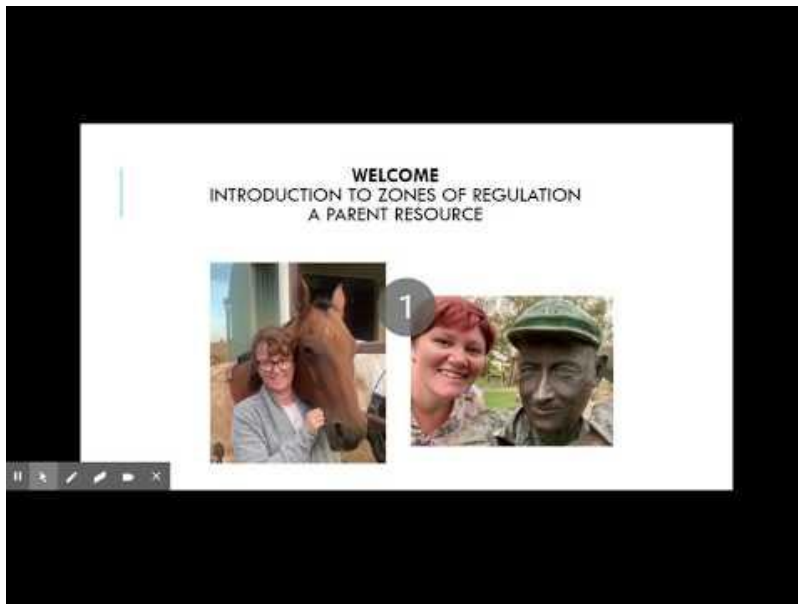 WELCOME
INTRODUCTION TO ZONES OF REGULATION
A PARENT RESOURCE
1